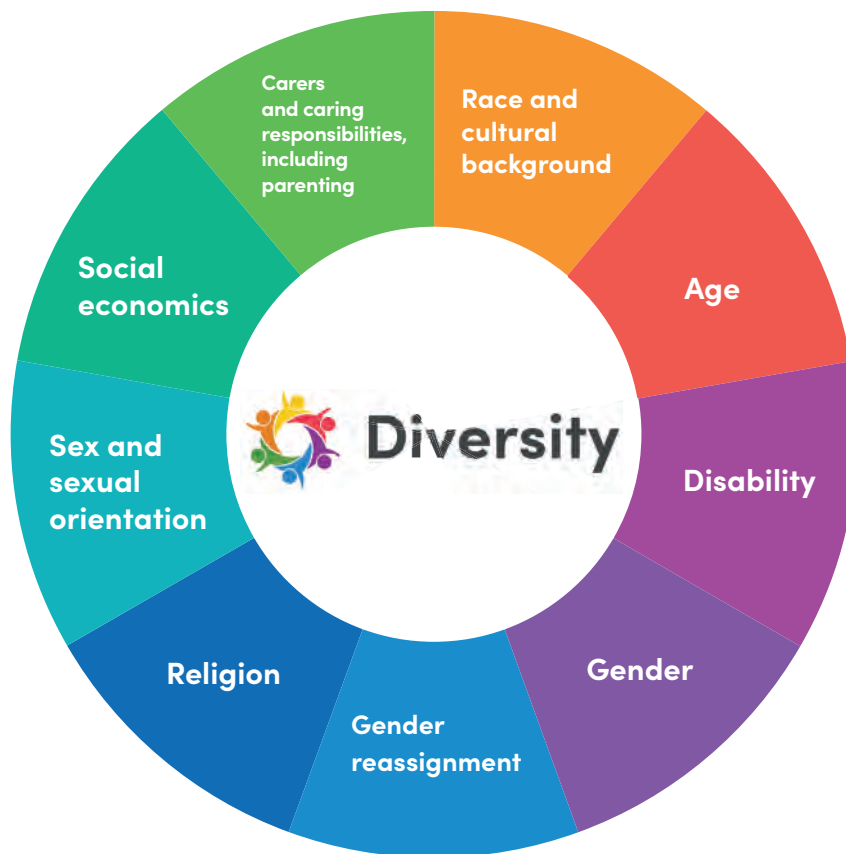 Carers
and caring
responsibilities,
including
parenting
Race and
cultural
background
Age
Social
economics
Diversity
Sex and
sexual
orientation
Disability
Religion
Gender
Gender
reassignment